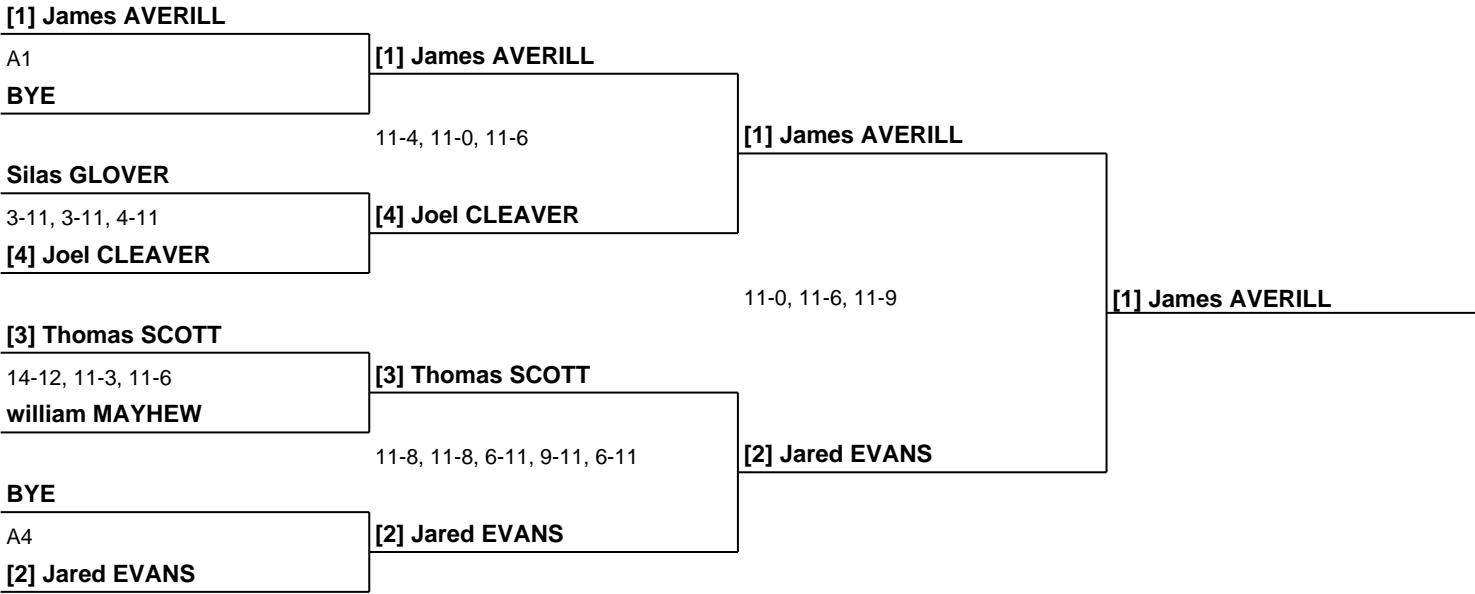 [1] James AVERILL
A1
BYE
[1] James AVERILL
11-4, 11-0, 11-6
[1] James AVERILL
Silas GLOVER
3-11, 3-11, 4-11
[4] Joel CLEAVER
[4] Joel CLEAVER
11-0, 11-6, 11-9
[1] James AVERILL
[3] Thomas SCOTT
14-12, 11-3, 11-6
william MAYHEW
[3] Thomas SCOTT
11-8, 11-8, 6-11, 9-11, 6-11
[2] Jared EVANS
BYE
A4
[2] Jared EVANS
[2] Jared EVANS